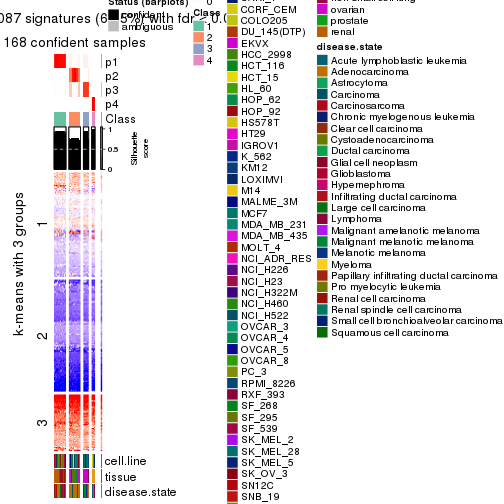 Status (barplots)
confident
ambiguous
168 confident samples
p1
p2
p3
p4
Class
1
0.5
0
Silhouette
score
Class
1
2
3
4
k-means with 3 groups
1
2
3
cell.line
tissue
disease.state
CCRF_CEM
COLO205
DU_145(DTP)
EKVX
HCC_2998
HCT_116
HCT_15
HL_60
HOP_62
HOP_92
HS578T
HT29
IGROV1
K_562
KM12
LOXIMVI
M14
MALME_3M
MCF7
MDA_MB_231
MDA_MB_435
MOLT_4
NCI_ADR_RES
NCI_H226
NCI_H23
NCI_H322M
NCI_H460
NCI_H522
OVCAR_3
OVCAR_4
OVCAR_5
OVCAR_8
PC_3
RPMI_8226
RXF_393
SF_268
SF_295
SF_539
SK_MEL_2
SK_MEL_28
SK_MEL_5
SK_OV_3
SN12C
SNB_19
ovarian
prostate
renal
disease.state
Acute lymphoblastic leukemia
Adenocarcinoma
Astrocytoma
Carcinoma
Carcinosarcoma
Chronic myelogenous leukemia
Clear cell carcinoma
Cystoadenocarcinoma
Ductal carcinoma
Glial cell neoplasm
Glioblastoma
Hypernephroma
Infiltrating ductal carcinoma
Large cell carcinoma
Lymphoma
Malignant amelanotic melanoma
Malignant melanotic melanoma
Melanotic melanoma
Myeloma
Papillary infiltrating ductal carcinoma
Pro myelocytic leukemia
Renal cell carcinoma
Renal spindle cell carcinoma
Small cell bronchioalveolar carcinoma
Squamous cell carcinoma